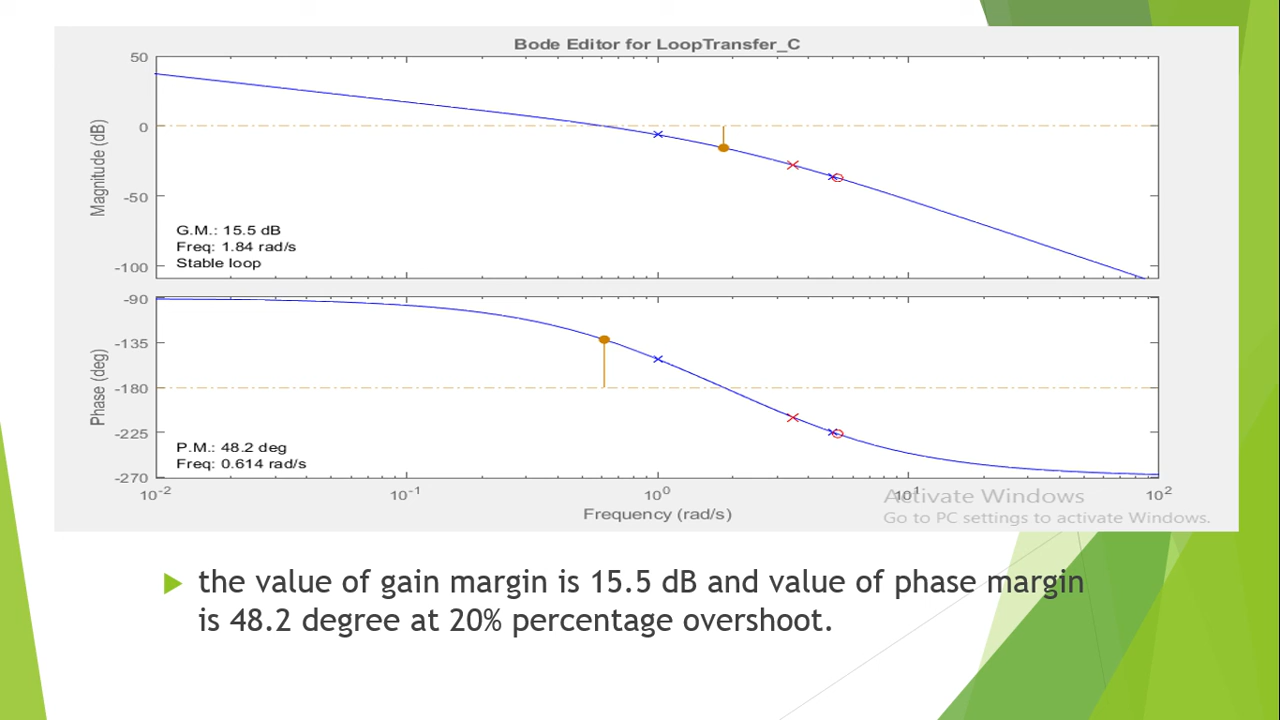 Bode Editor for LoopTransfer_C
50
0
-50
-100
Magnitude (dB)
G.M.: 15.5 dB
Freq: 1.84 rad/s
Stable loop
-90
-135
-180
-225
-270
Phase (deg)
P.M.: 48.2 deg
Freq: 0.614 rad/s
10-2
10-1
100
101
102
Frequency (rad/s)
Activate Windows
Go to PC settings to activate Windows.
the value of gain margin is 15.5 dB and value of phase margin
is 48.2 degree at 20% percentage overshoot.